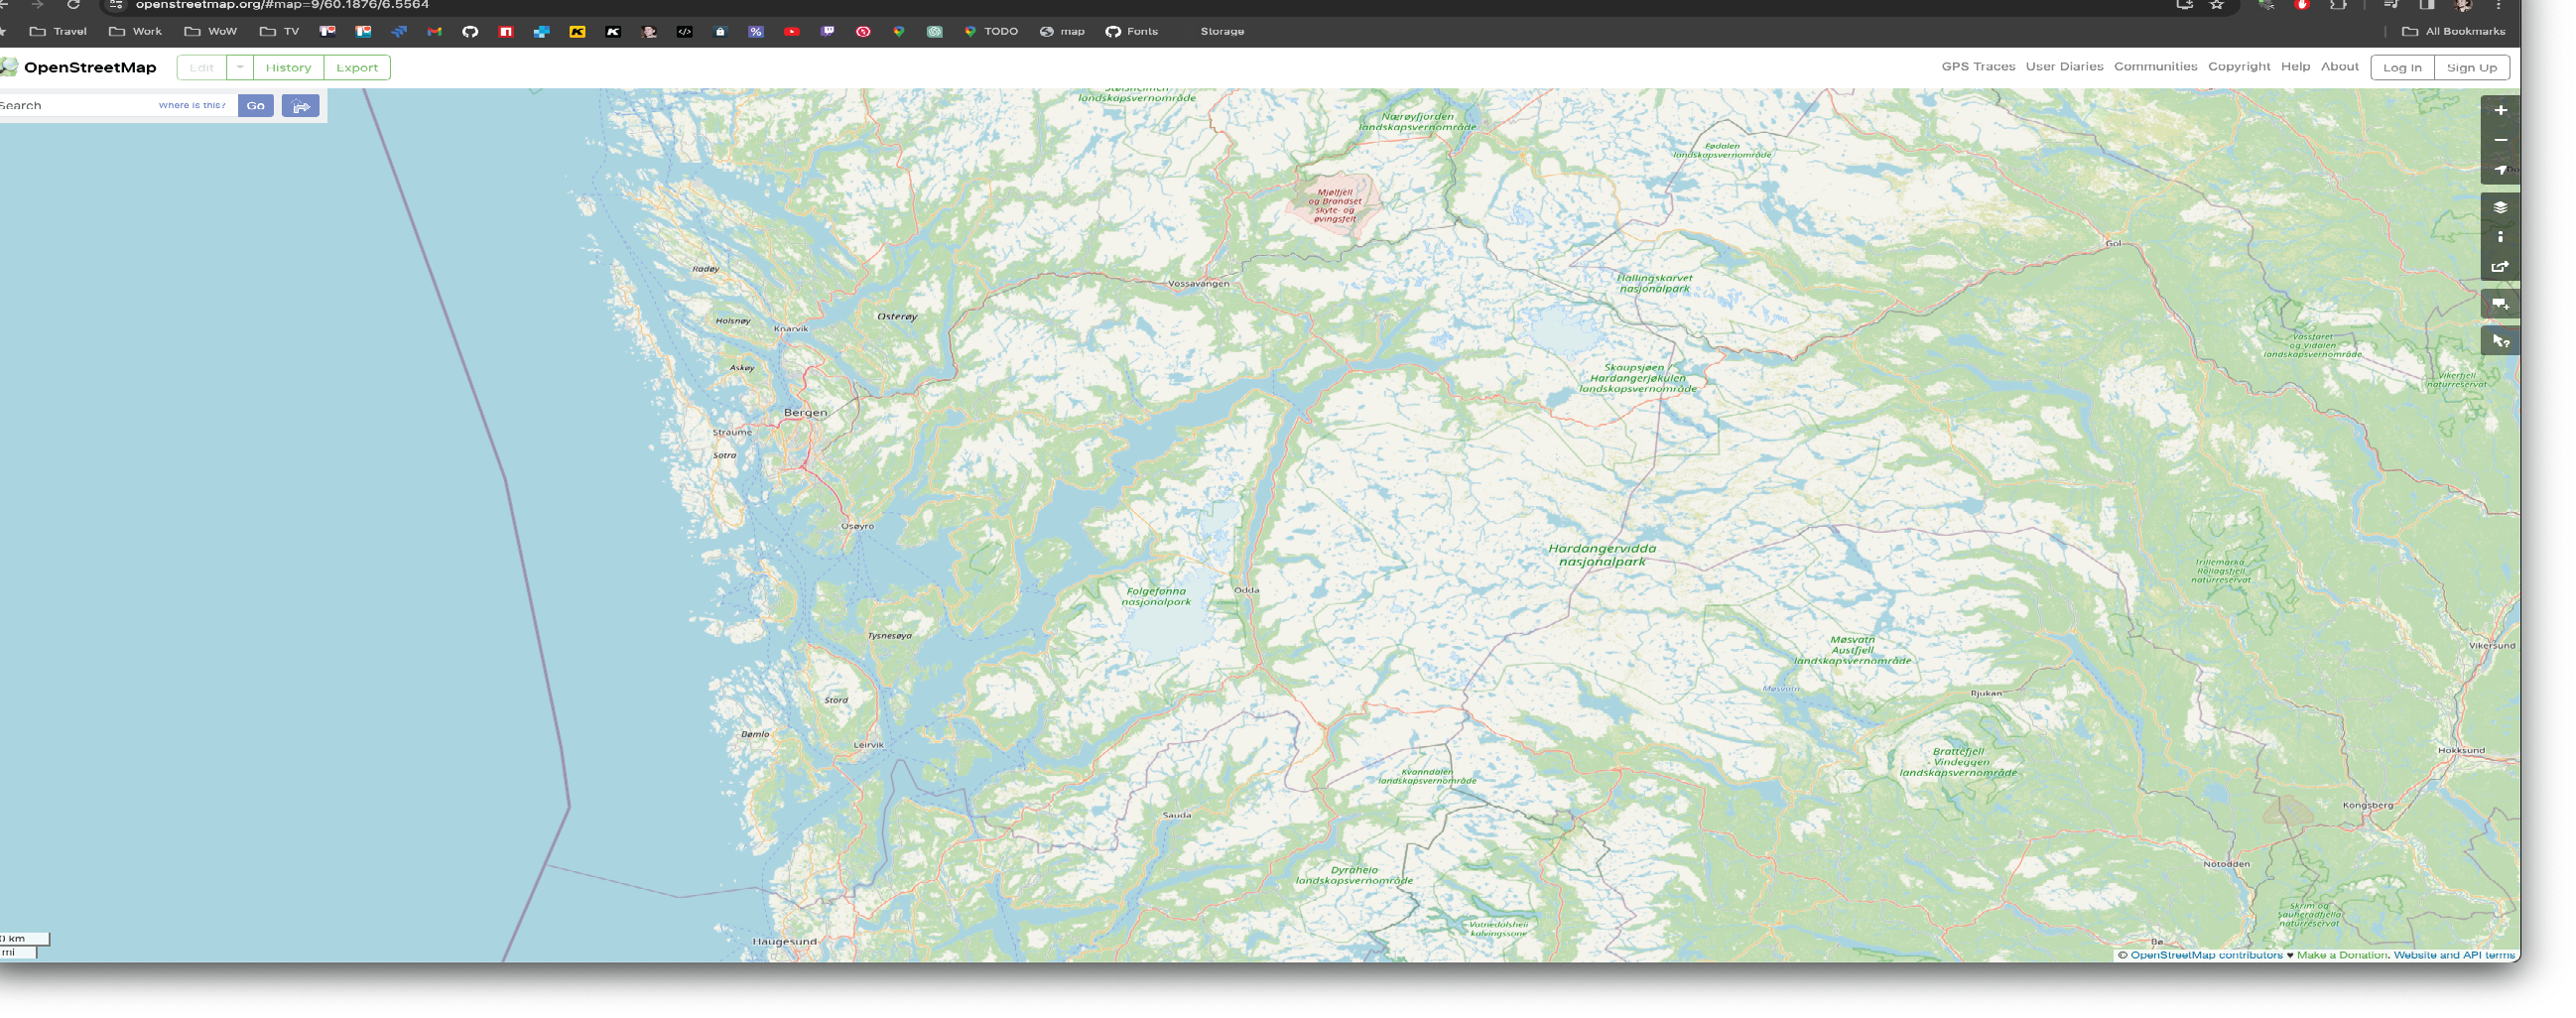 openstreetmap.org/#map=9/60.1876/6.5564
Travel
Work
WoW
TV
TODO
map
Fonts
Storage
All Bookmarks
OpenStreetMap
Edit
History
Export
GPS Traces
User Diaries
Communities
Copyright
Help
About
Log In
Sign Up
Search
Where is this?
Go
landskapsvernområde
Nærøyfjorden
landskapsvernområde
Fødalen
landskapsvernområde
Mjølfjell
og Brandset
skyte- og
øvingsfelt
Gol
Radøy
Vossavangen
Hallingskarvet
nasjonalpark
Holsnøy
Knarvik
Osterøy
Vassfaret
og Vidalen
landskapsvernområde
Askøy
Skaupsjøen
Hardangerjøkulen
landskapsvernområde
Vikerfjell
naturreservat
Bergen
Straume
Sotra
Osøyro
Hardangervidda
nasjonalpark
Trillemarka
Rollagsfjell
naturreservat
Folgefonna
nasjonalpark
Odda
Tysnesøya
Møsvatn
Austfjell
landskapsvernområde
Vikersund
Møsvatn
Rjukan
Stord
Bømlo
Leirvik
Hokksund
Brattefjell
- Vindeggen
landskapsvernområde
Kvanndalen
landskapsvernområde
Kongsberg
Sauda
Notodden
Dyraheio
landskapsvernområde
Skrim og
Sauheradfjella
naturreservat
Vatnedalsheii
kalvingssone
Haugesund
Bø
0 km
mi
© OpenStreetMap contributors ♥ Make a Donation. Website and API terms